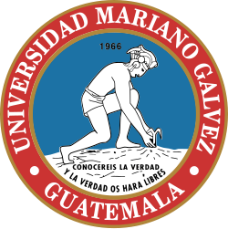 UNIVERSIDAD MARIANO GALVEZ
1966
CONOCEREIS LA VERDAD
Y LA VERDAD OS HARA LIBRES
GUATEMALA